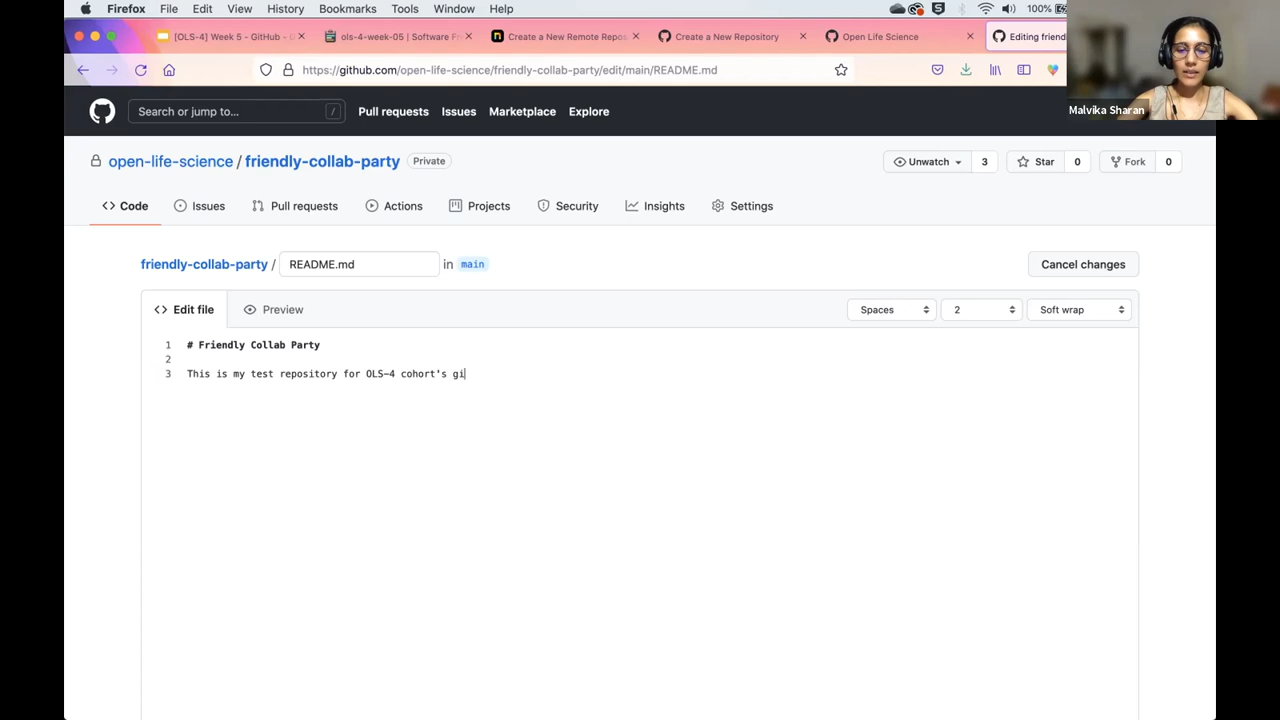 Firefox File Edit View History Bookmarks Tools Window Help 100%
[OLS-4] Week 5 - GitHub - ols-4-week-05 | Software Fr Create a New Remote Repos Create a New Repository Open Life Science Editing friend
https://github.com/open-life-science/friendly-collab-party/edit/main/README.md
Malvika Sharan
Search or jump to... / Pull requests Issues Marketplace Explore
open-life-science / friendly-collab-party Private Unwatch 3 Star 0 Fork 0
Code Issues Pull requests Actions Projects Security Insights Settings
friendly-collab-party / README.md in main Cancel changes
<> Edit file Preview Spaces 2 Soft wrap
1 # Friendly Collab Party
2
3 This is my test repository for OLS-4 cohort's gi